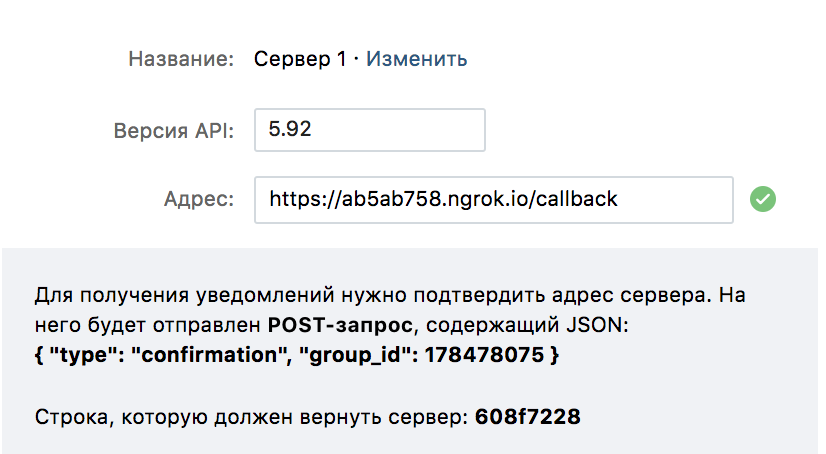 Название: Сервер 1 · Изменить
Версия API: 5.92
Адрес: https://ab5ab758.ngrok.io/callback
Для получения уведомлений нужно подтвердить адрес сервера. На
него будет отправлен POST-запрос, содержащий JSON:
{ "type": "confirmation", "group_id": 178478075 }
Строка, которую должен вернуть сервер: 608f7228